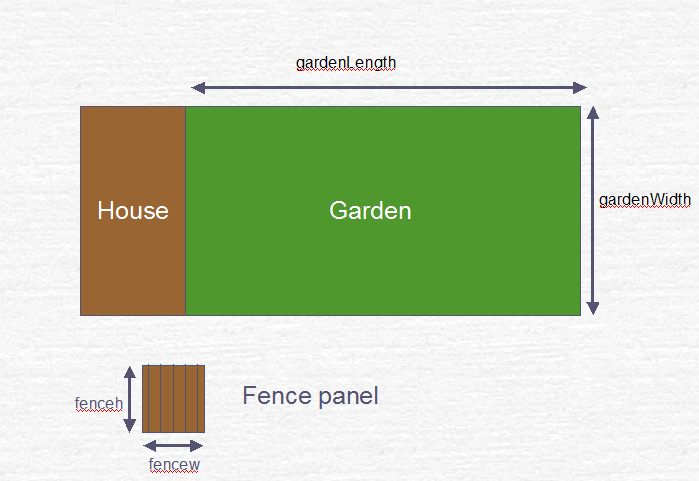 gardenLength
House
Garden
gardenWidth
fenceh
Fence panel
fencew